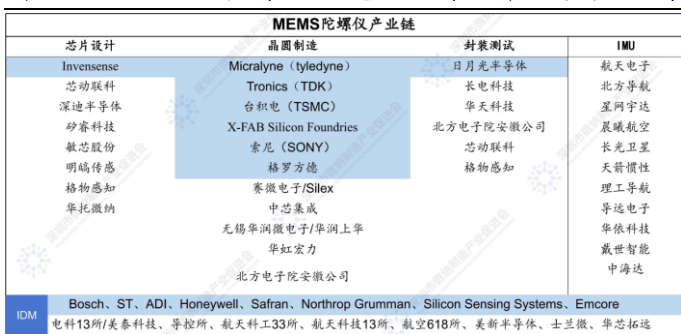 MEMS陀螺仪产业链
芯片设计 晶圆制造 封装测试 IMU
Invensense Micralyne（tyledyne） 日月光半导体 航天电子
芯动联科 Tronics（TDK） 长电科技 北方导航
深迪半导体 台积电（TSMC） 华天科技 星网宇达
矽睿科技 X-FAB Silicon Foundries 北方电子院安徽公司 晨曦航空
敏芯股份 索尼（SONY） 芯动联科 长光卫星
明皜传感 格罗方德 格物感知 天箭惯性
格物感知 赛微电子/Silex 理工导航
华托微纳 中芯集成 导远电子
无锡华润微电子/华润上华 华依科技
华虹宏力 戴世智能
北方电子院安徽公司 中海达
IDM
Bosch、ST、ADI、Honeywell、Safran、Northrop Grumman、Silicon Sensing Systems、Emcore
电科13所/美泰科技、导控所、航天科工33所、航天科技13所、航空618所、美新半导体、士兰微、华芯拓远